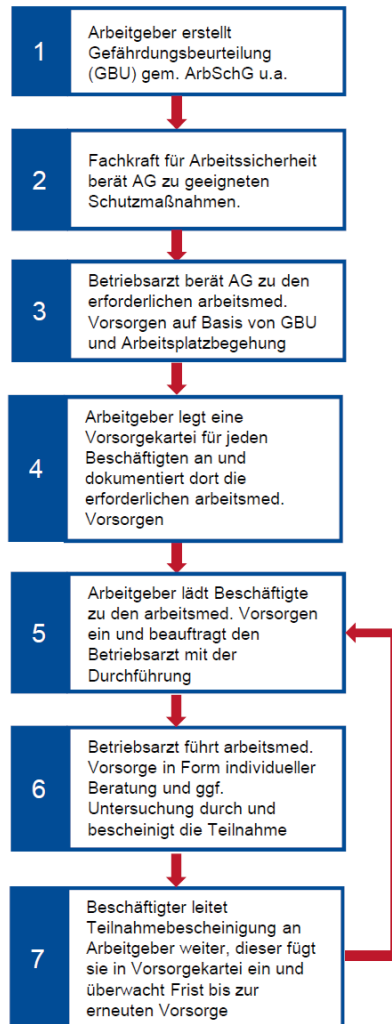 1
Arbeitgeber erstellt
Gefährdungsbeurteilung
(GBU) gem. ArbSchG u.a.
2
Fachkraft für Arbeitssicherheit
berät AG zu geeigneten
Schutzmaßnahmen.
3
Betriebsarzt berät AG zu den
erforderlichen arbeitsmed.
Vorsorgen auf Basis von GBU
und Arbeitsplatzbegehung
4
Arbeitgeber legt eine
Vorsorgekartei für jeden
Beschäftigten an und
dokumentiert dort die
erforderlichen arbeitsmed.
Vorsorgen
5
Arbeitgeber lädt Beschäftigte
zu den arbeitsmed. Vorsorgen
ein und beauftragt den
Betriebsarzt mit der
Durchführung
6
Betriebsarzt führt arbeitsmed.
Vorsorge in Form individueller
Beratung und ggf.
Untersuchung durch und
bescheinigt die Teilnahme
7
Beschäftigter leitet
Teilnahmebescheinigung an
Arbeitgeber weiter, dieser fügt
sie in Vorsorgekartei ein und
überwacht Frist bis zur
erneuten Vorsorge